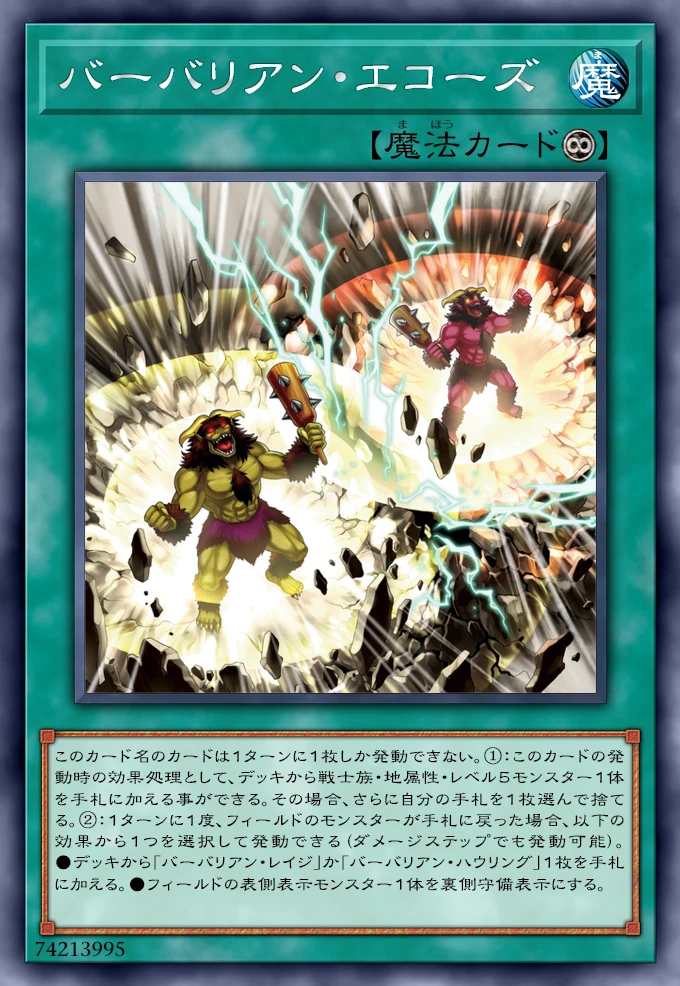 バーバリアン・エコーズ 魔
ま
ま ほう
【魔法カード】
このカード名のカードは1ターンに1枚しか発動できない。①:このカードの発
動時の効果処理として、デッキから戦士族・地属性・レベル5モンスター1体
を手札に加える事ができる。その場合、さらに自分の手札を1枚選んで捨て
る。②:1ターンに1度、フィールドのモンスターが手札に戻った場合、以下の
効果から1つを選択して発動できる(ダメージステップでも発動可能)。
●デッキから「バーバリアン・レイジ」か「バーバリアン・ハウリング」1枚を手札
に加える。●フィールドの表側表示モンスター1体を裏側守備表示にする。
74213995